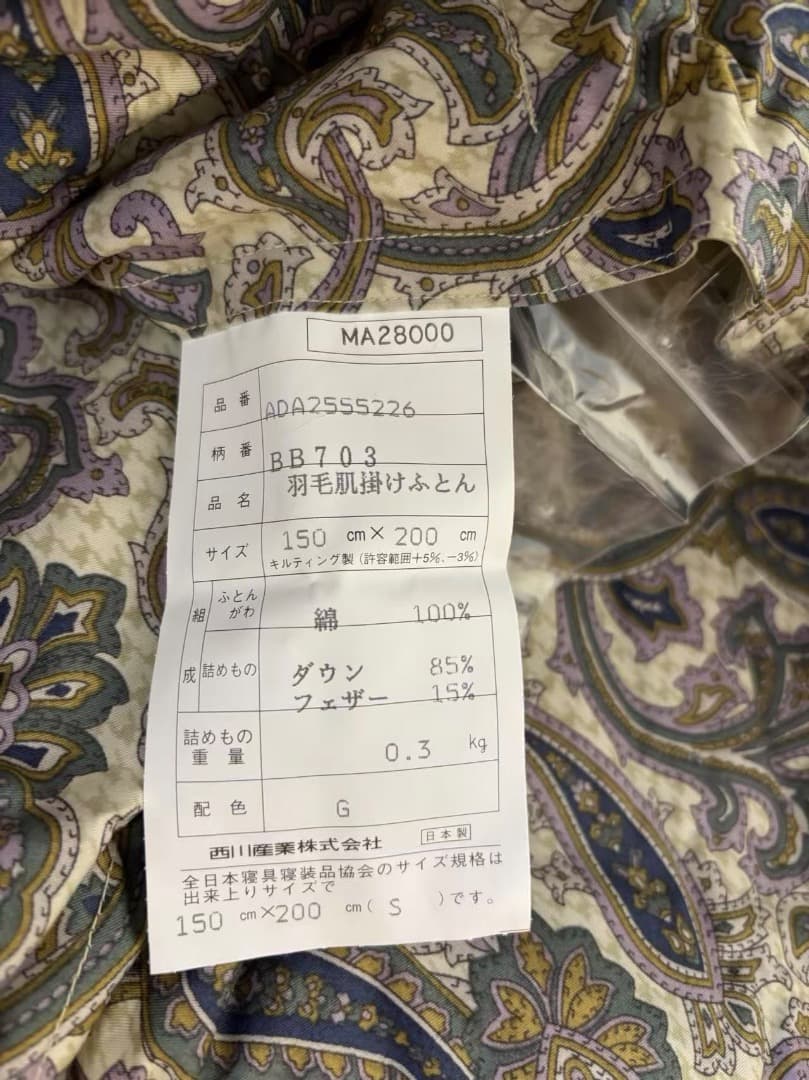 MA28000
品番 ADA2555226
柄番 BB703
品名 羽毛肌掛けふとん
サイズ 150 cm×200 cm
キルティング製(許容範囲+5%、-3%)
組成 ふとんがわ 綿 100%
詰めもの ダウン 85%
フェザー 15%
詰めもの重量 0.3 kg
配色 G
西川産業株式会社 日本製
全日本寝具寝装品協会のサイズ規格は
出来上りサイズで
150 cm×200 cm( S )です。